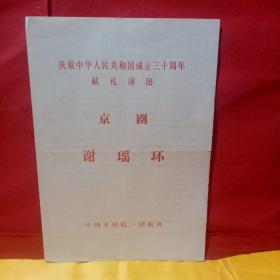 庆祝中华人民共和国成立三十周年
献礼演出
京剧
谢瑶环
中国京剧院一团演出